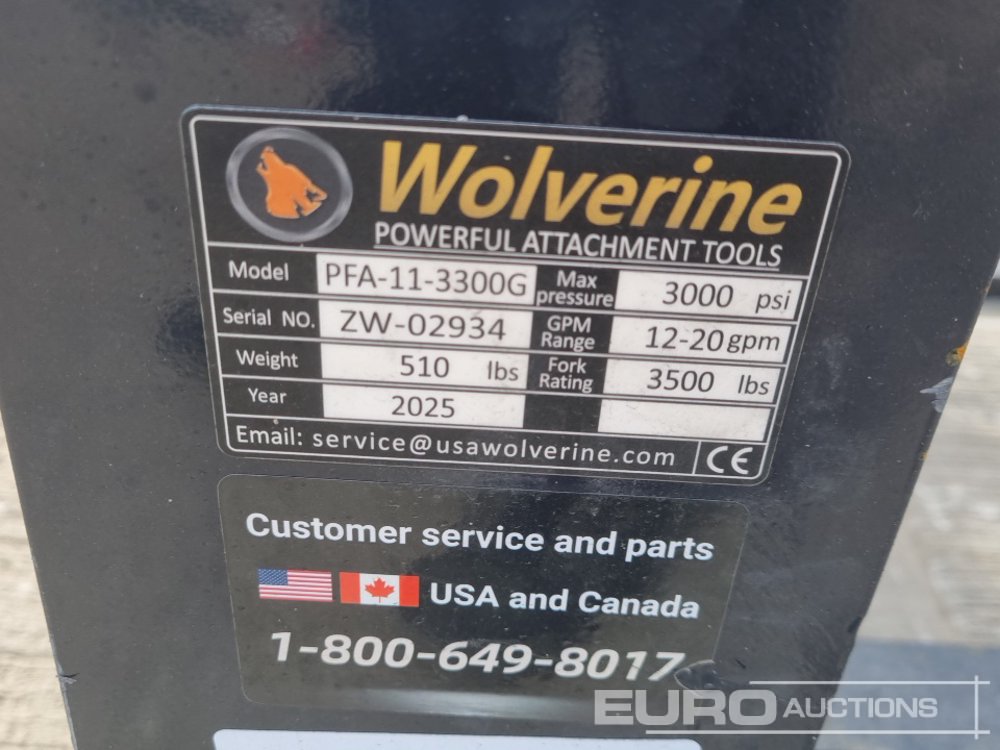 Wolverine
POWERFUL ATTACHMENT TOOLS
Model PFA-11-3300G Max pressure 3000 psi
Serial NO. ZW-02934 GPM Range 12-20 gpm
Weight 510 lbs Fork Rating 3500 lbs
Year 2025
Email: service@usawolverine.com CE
Customer service and parts
USA and Canada
1-800-649-8017
EURO AUCTIONS